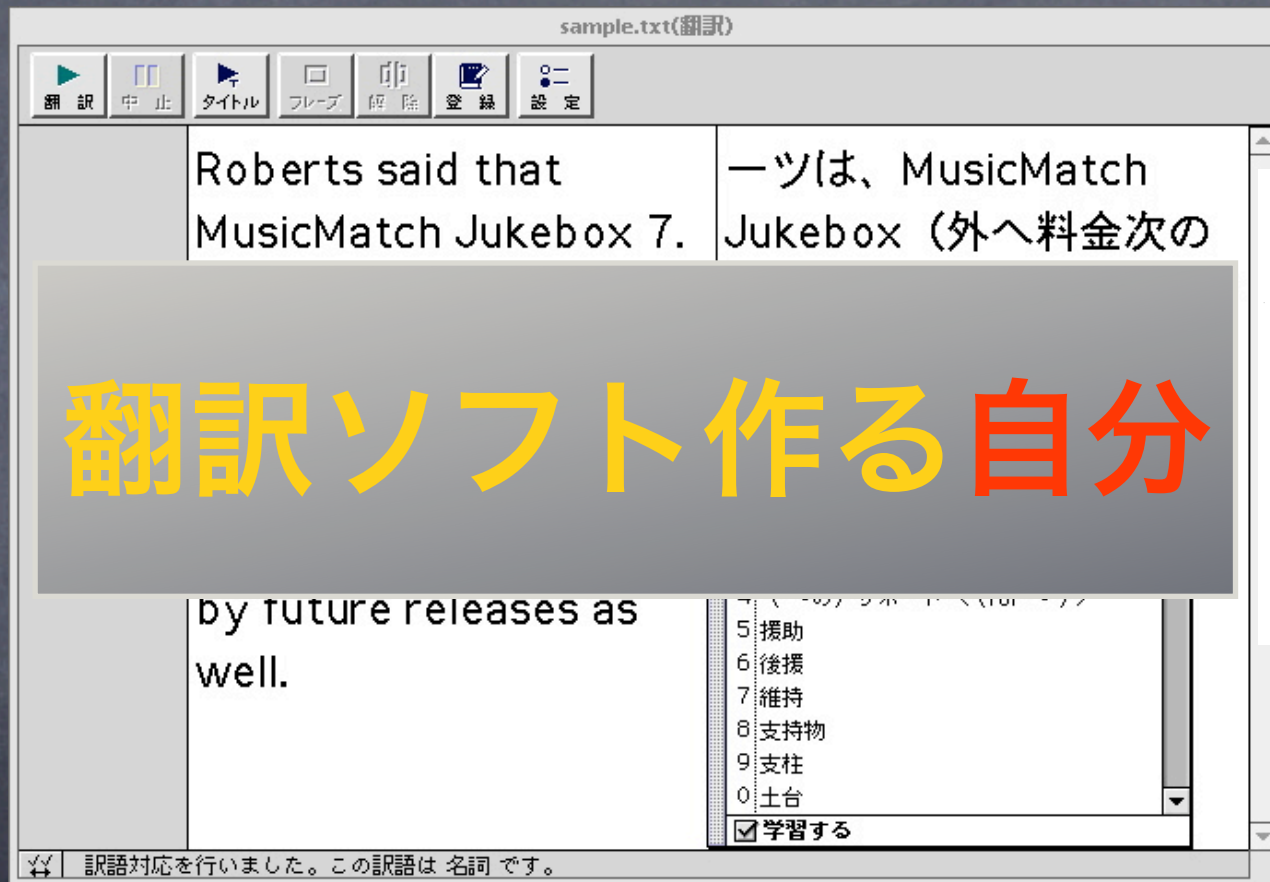 sample.txt(翻訳)
翻 訳
中 止
タイトル
フレーズ
解 除
登 録
設 定
Roberts said that
MusicMatch Jukebox 7.
一ツは、MusicMatch
Jukebox（外へ料金次の
翻訳ソフト作る自分
by future releases as
well.
5 援助
6 後援
7 維持
8 支持物
9 支柱
0 土台
学習する
訳語対応を行いました。この訳語は 名詞 です。